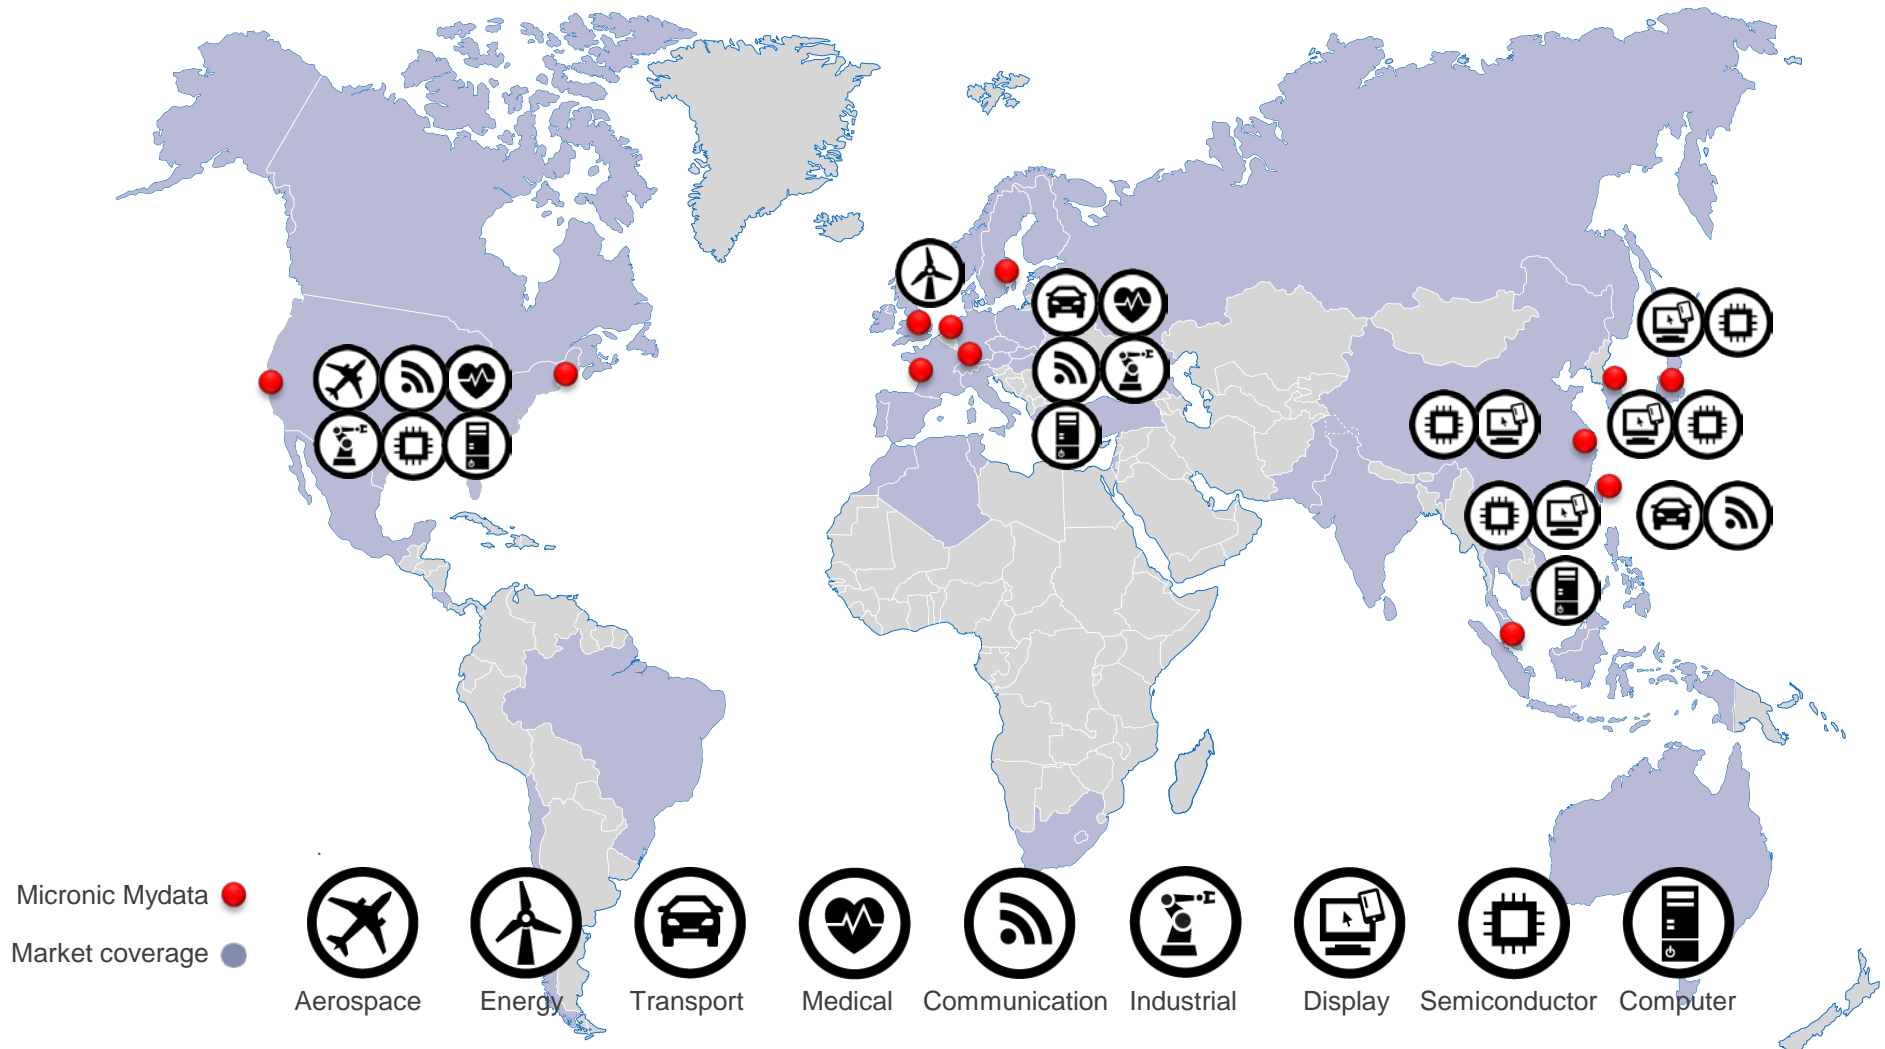 Micronic Mydata
Market coverage
Aerospace
Energy
Transport
Medical
Communication
Industrial
Display
Semiconductor
Computer